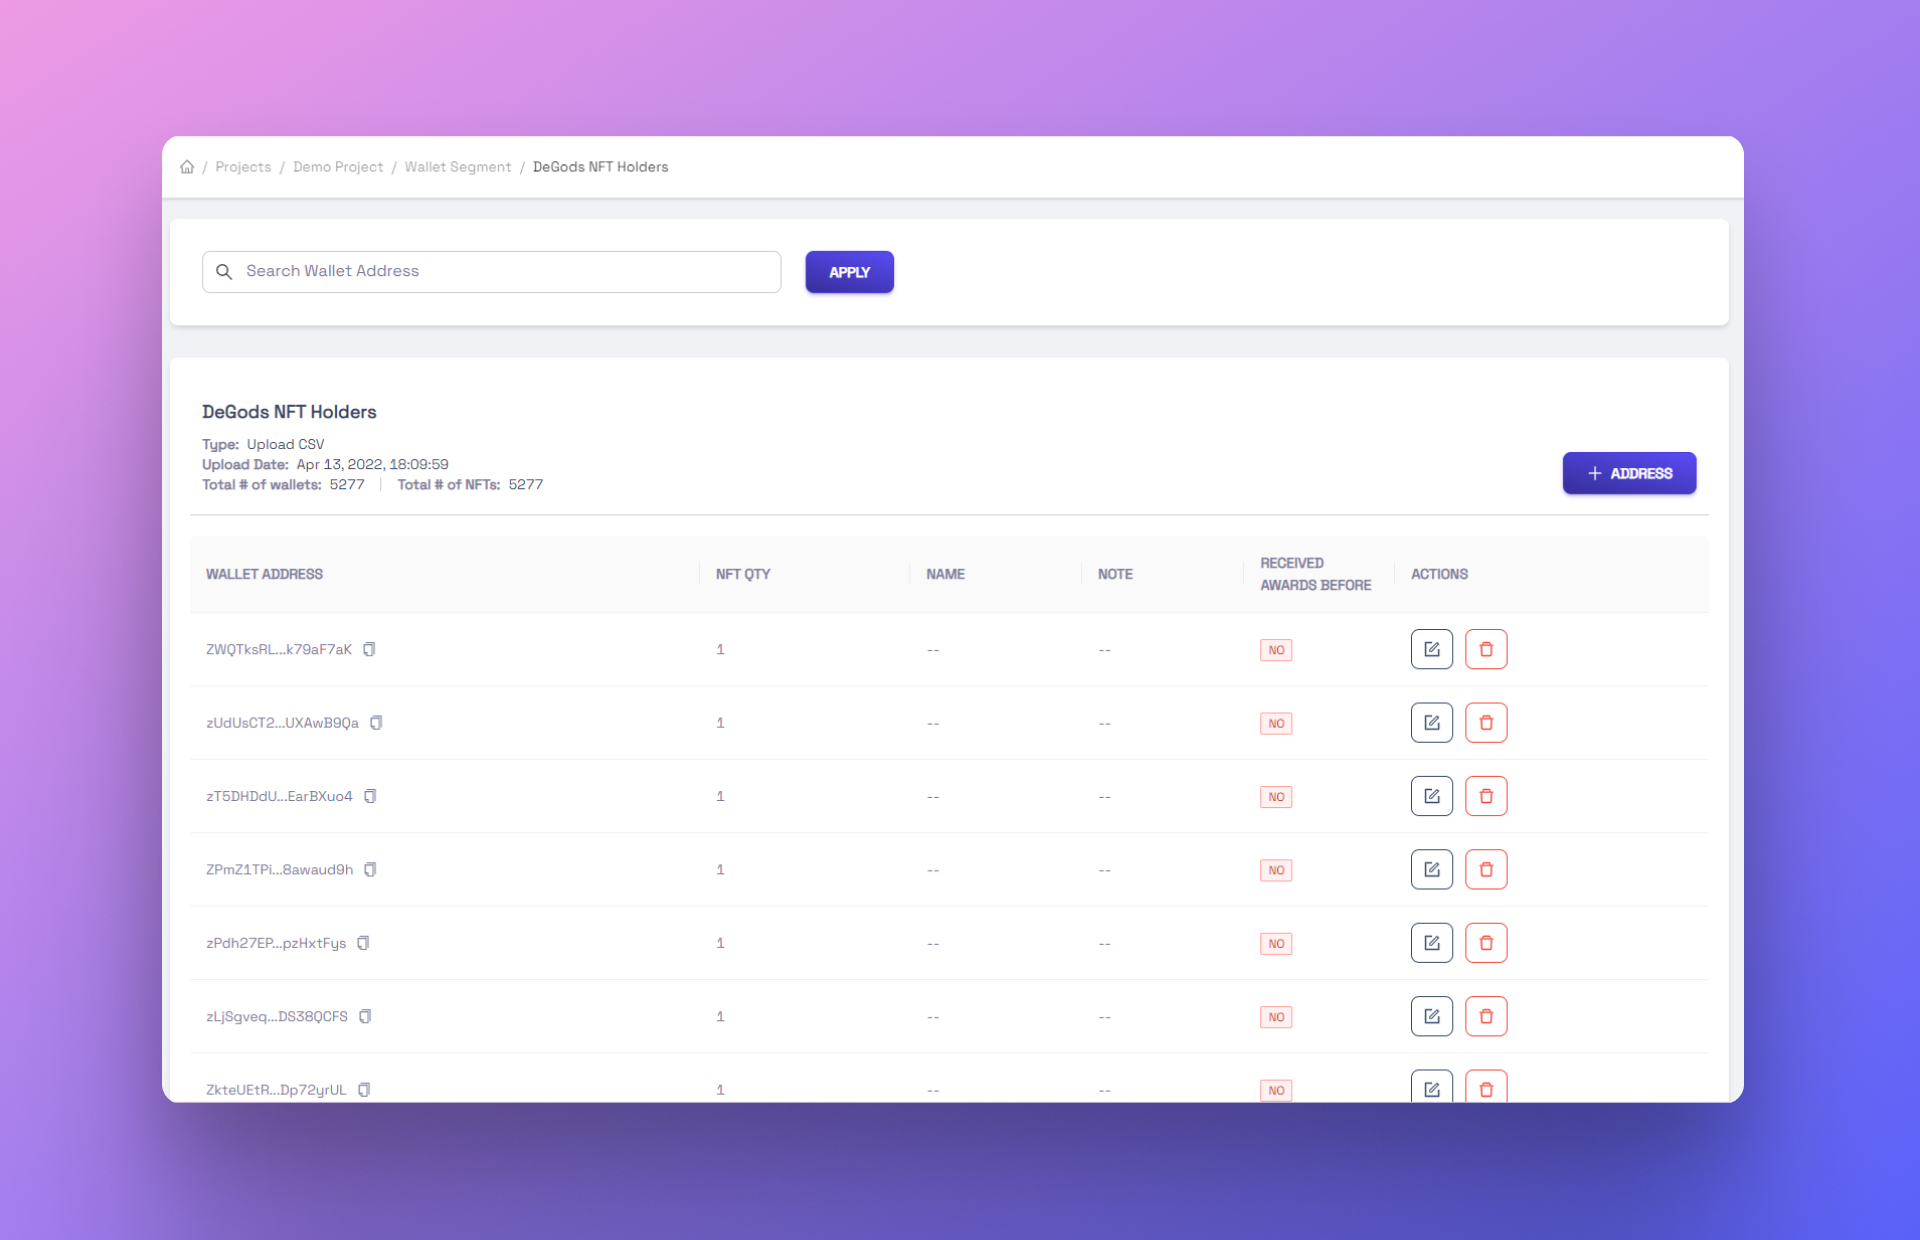 / Projects / Demo Project / Wallet Segment / DeGods NFT Holders
Search Wallet Address
APPLY
DeGods NFT Holders
Type: Upload CSV
Upload Date: Apr 13, 2022, 18:09:59
Total # of wallets: 5277 | Total # of NFTs: 5277
+ ADDRESS
WALLET ADDRESS NFT QTY NAME NOTE RECEIVED AWARDS BEFORE ACTIONS
ZWQTksRL...k79aF7aK 1 -- -- NO
zUdUsCT2...UXAwB9Qa 1 -- -- NO
zT5DHDdU...EarBXuo4 1 -- -- NO
ZPmZ1TPi...8awaud9h 1 -- -- NO
zPdh27EP...pzHxtFys 1 -- -- NO
zLjSgveq...DS38QCFS 1 -- -- NO
ZkteUEtR...Dp72yrUL 1 -- -- NO